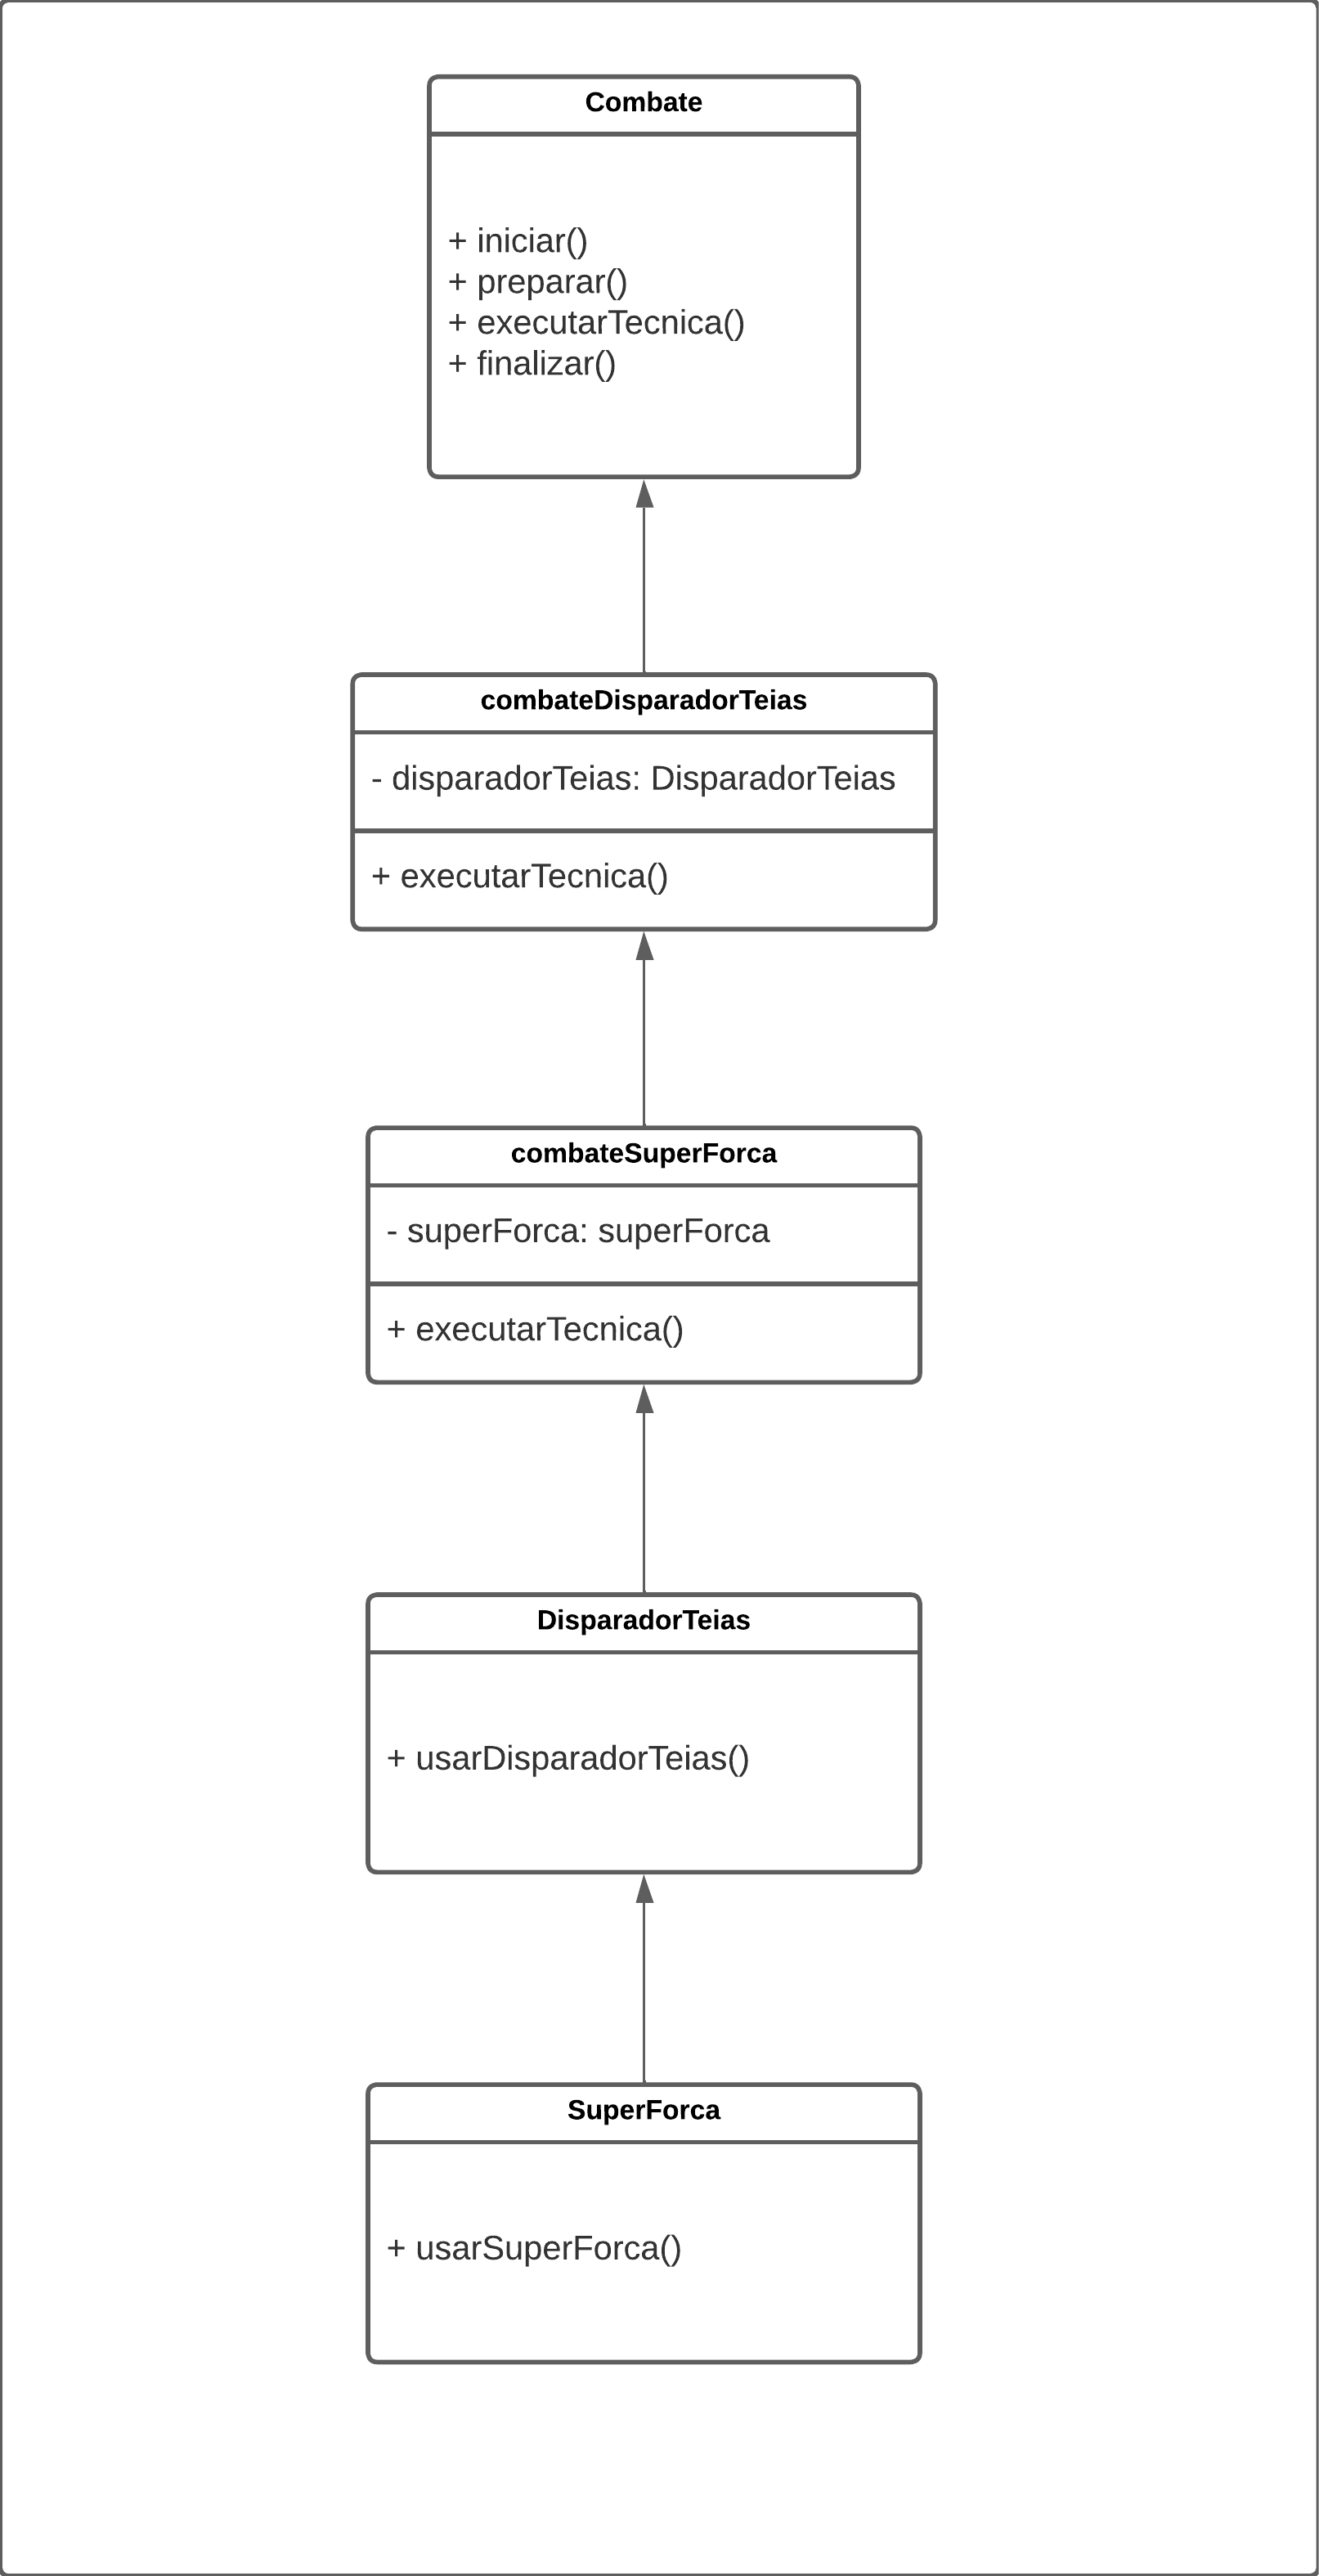 Combate
+ iniciar()
+ preparar()
+ executarTecnica()
+ finalizar()
combateDisparadorTeias
- disparadorTeias: DisparadorTeias
+ executarTecnica()
combateSuperForca
- superForca: superForca
+ executarTecnica()
DisparadorTeias
+ usarDisparadorTeias()
SuperForca
+ usarSuperForca()